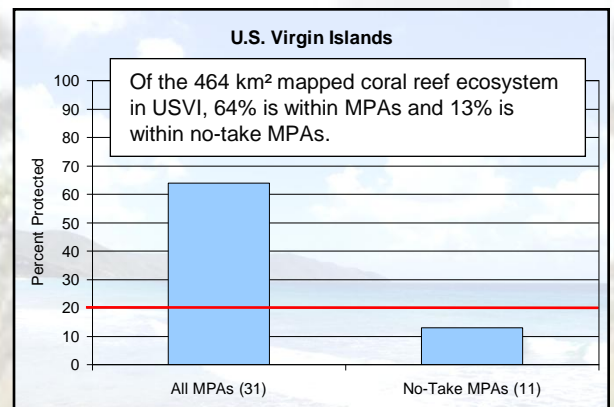 U.S. Virgin Islands
Of the 464 km² mapped coral reef ecosystem
in USVI, 64% is within MPAs and 13% is
within no-take MPAs.
Percent Protected
100
90
80
70
60
50
40
30
20
10
0
All MPAs (31)
No-Take MPAs (11)